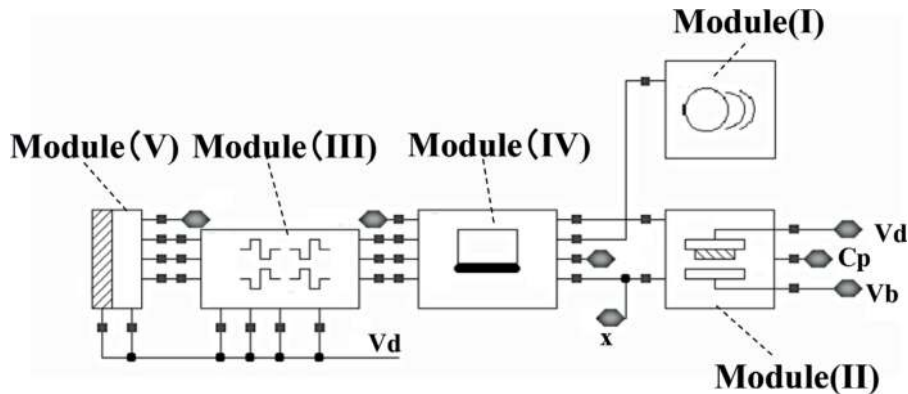 Module(I)
Module(V)
Module(III)
Module(IV)
Vd
Cp
Vb
x
Vd
Module(II)